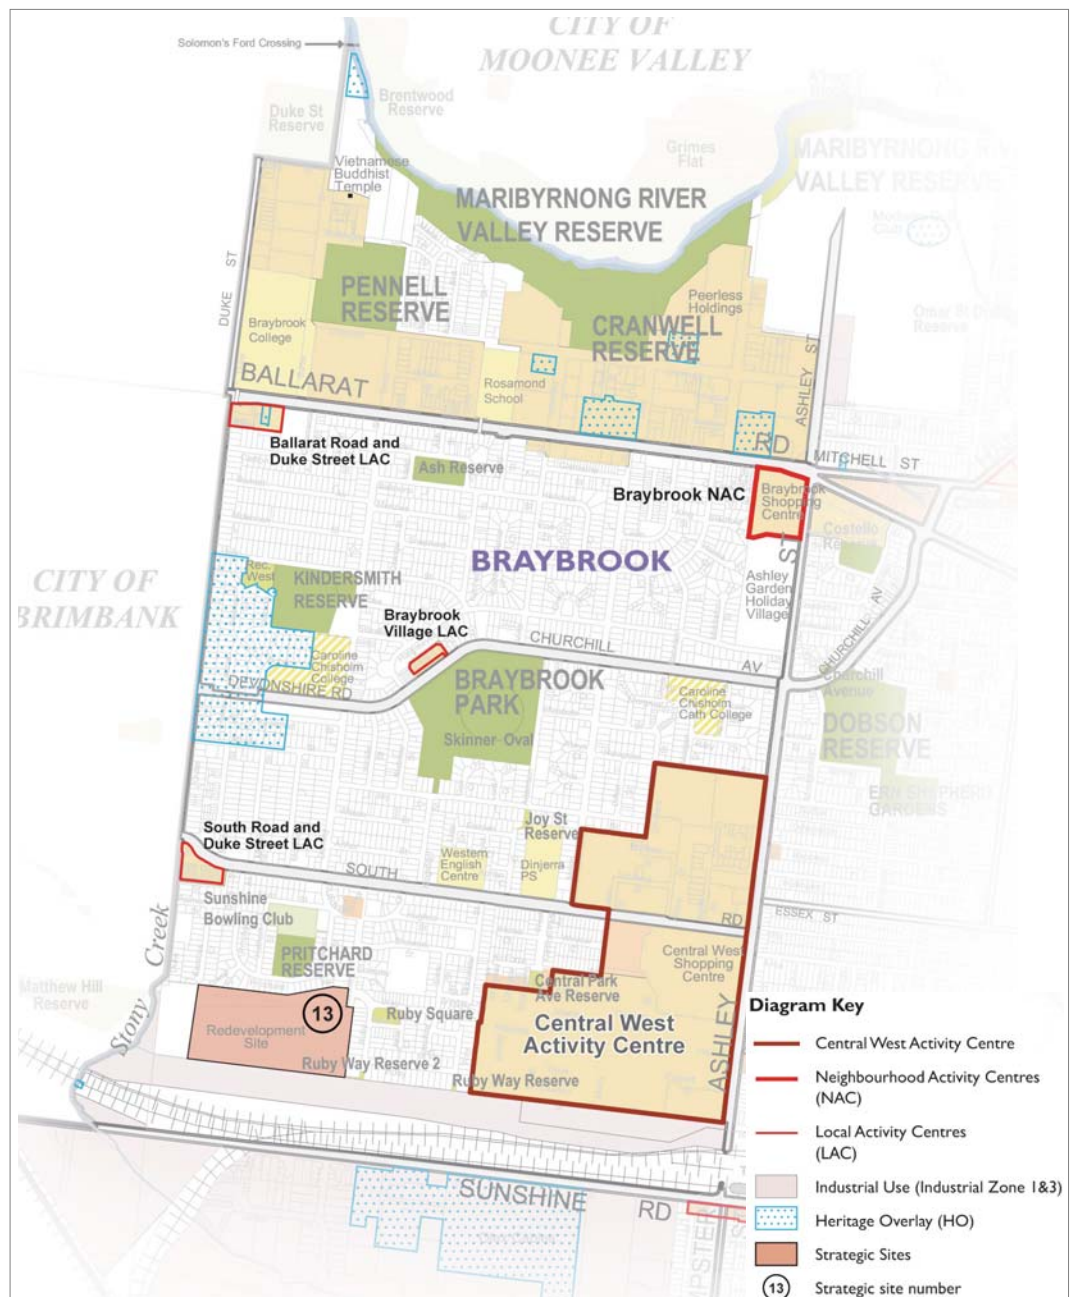 CITY OF
MOONEE VALLEY
Solomon's Ford Crossing
Brentwood
Reserve
Duke St
Reserve
Grimes
Flat
MARIBYRNONG RIV
VALLEY RESERVE
Vietnamese
Buddhist
Temple
MARIBYRNONG RIVER
VALLEY RESERVE
DUKE ST
PENNELL
RESERVE
Peerless
Holdings
Braybrook
College
CRANWELL
RESERVE
ASHLEY ST
BALLARAT
Rosamond
School
RD
MITCHELL ST
Ballarat Road and
Duke Street LAC
Ash Reserve
Braybrook NAC
Braybrook
Shopping
Centre
Costello
ST
BRAYBROOK
CITY OF
BRIMBANK
Rec.
West
KINDERSMITH
RESERVE
Ashley
Garden
Holiday
Village
Braybrook
Village LAC
CHURCHILL
AV
CHURCHILL AV
Caroline
Chisholm
College
DEVONSHIRE RD
BRAYBROOK
PARK
Skinner Oval
Caroline
Chisholm
Cath College
Churchill
Avenue
DOBSON
RESERVE
ERN SHEPHERD
GARDENS
South Road and
Duke Street LAC
Joy St
Reserve
SOUTH
Western
English
Centre
Dinjerra
PS
RD
ESSEX ST
Sunshine
Bowling Club
Stony Creek
PRITCHARD
RESERVE
Central West
Shopping
Centre
Matthew Hill
Reserve
Central Park
Ave Reserve
13
Ruby Square
Redevelopment
Site
Central West
Activity Centre
ASHLEY
Ruby Way Reserve 2
Ruby Way Reserve
SUNSHINE
RD
Diagram Key
Central West Activity Centre
Neighbourhood Activity Centres
(NAC)
Local Activity Centres
(LAC)
Industrial Use (Industrial Zone 1&3)
Heritage Overlay (HO)
Strategic Sites
13 Strategic site number